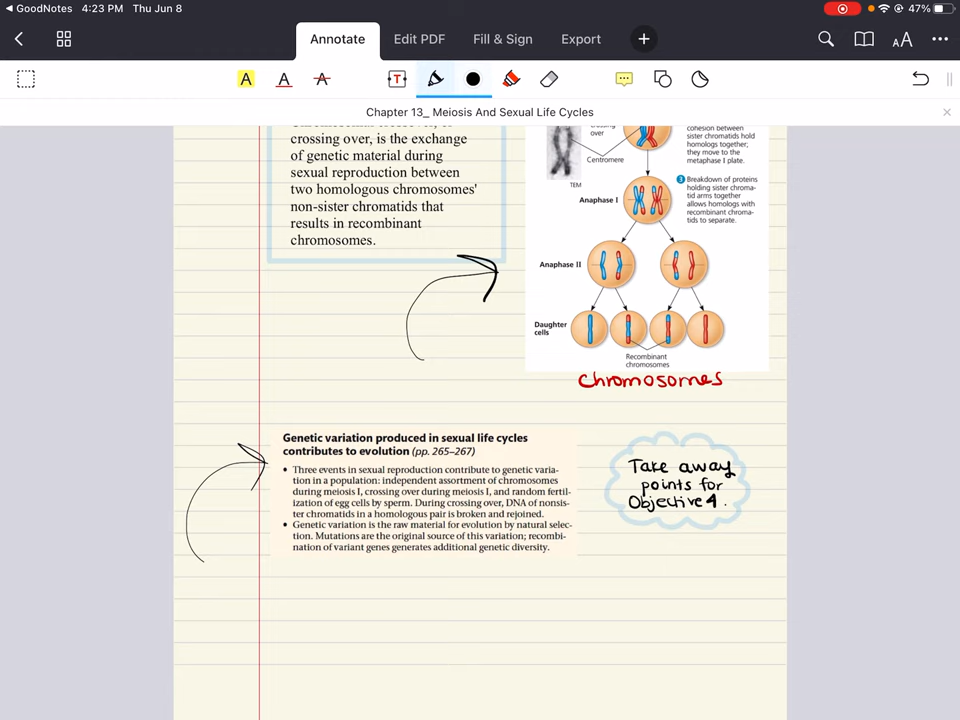 GoodNotes 4:23 PM Thu Jun 8 47%
Annotate Edit PDF Fill & Sign Export
A A A T AA
Chapter 13_ Meiosis And Sexual Life Cycles
crossing over, is the exchange
of genetic material during
sexual reproduction between
two homologous chromosomes'
non-sister chromatids that
results in recombinant
chromosomes.
over
Centromere
TEM
cohesion between
sister chromatids hold
homologs together;
they move to the
metaphase I plate.
Anaphase I
3 Breakdown of proteins
holding sister chroma-
tid arms together
allows homologs with
recombinant chroma-
tids to separate.
Anaphase II
Daughter
cells
Recombinant
chromosomes
Chromosomes
Genetic variation produced in sexual life cycles
contributes to evolution (pp. 265–267)
• Three events in sexual reproduction contribute to genetic varia-
tion in a population: independent assortment of chromosomes
during meiosis I, crossing over during meiosis I, and random fertil-
ization of egg cells by sperm. During crossing over, DNA of nonsis-
ter chromatids in a homologous pair is broken and rejoined.
• Genetic variation is the raw material for evolution by natural selec-
tion. Mutations are the original source of this variation; recombi-
nation of variant genes generates additional genetic diversity.
Take away
points for
Objective 4.